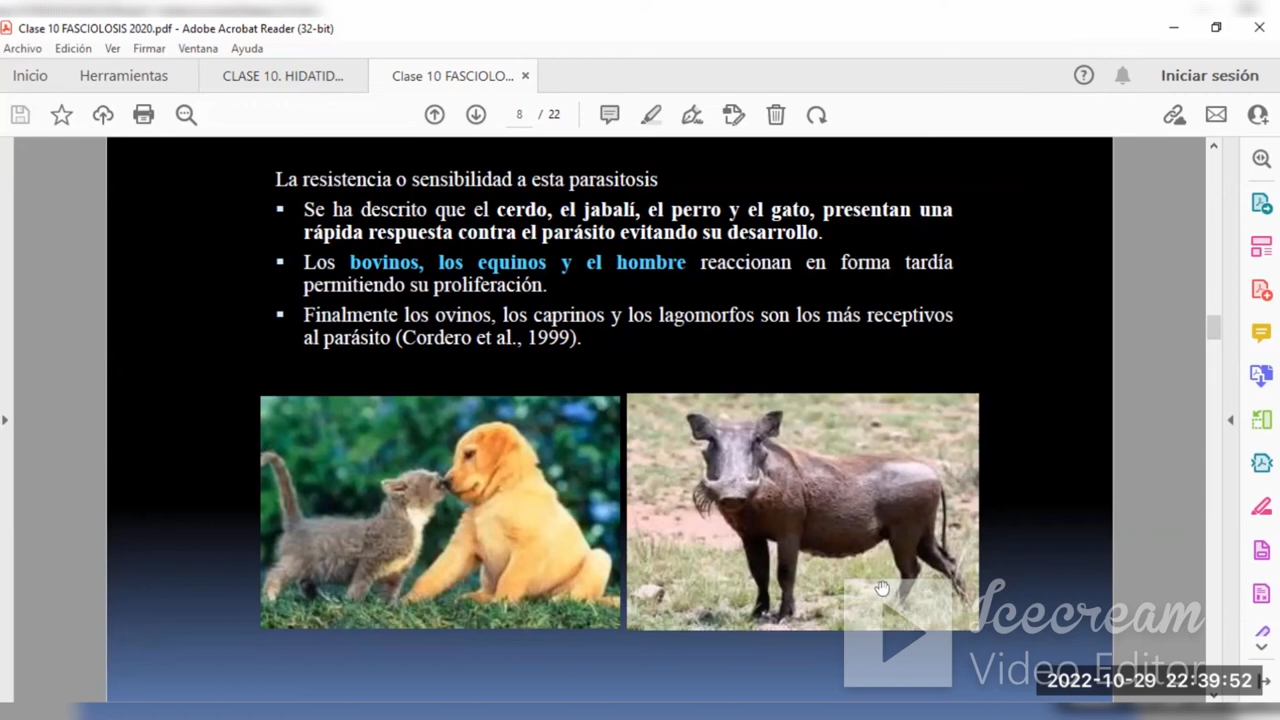 Clase 10 FASCIOLOSIS 2020.pdf - Adobe Acrobat Reader (32-bit)
Archivo Edición Ver Firmar Ventana Ayuda
Inicio Herramientas CLASE 10. HIDATID... Clase 10 FASCIOLO... × Iniciar sesión
8 / 22
La resistencia o sensibilidad a esta parasitosis
▪ Se ha descrito que el cerdo, el jabalí, el perro y el gato, presentan una
rápida respuesta contra el parásito evitando su desarrollo.
▪ Los bovinos, los equinos y el hombre reaccionan en forma tardía
permitiendo su proliferación.
▪ Finalmente los ovinos, los caprinos y los lagomorfos son los más receptivos
al parásito (Cordero et al., 1999).
Icecream
Video Editor
2022-10-29 22:39:52